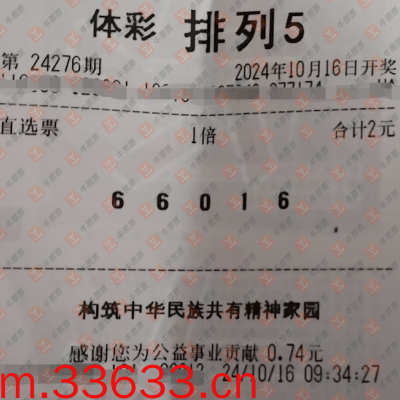 体彩 排列5
第 24276期 2024年10月16日开奖
直选票 1倍 合计2元
6 6 0 1 6
构筑中华民族共有精神家园
感谢您为公益事业贡献 0.74元
24/10/16 09:34:27
m.33633.cn